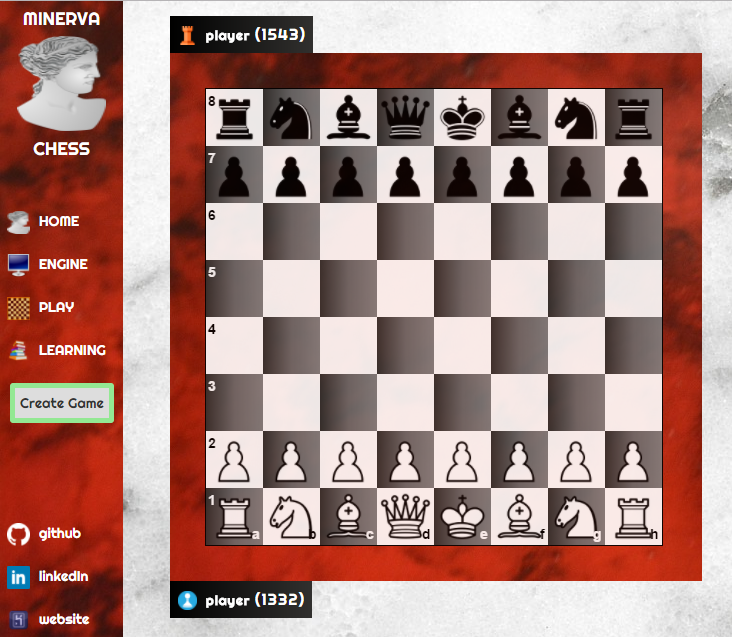 MINERVA
CHESS
HOME
ENGINE
PLAY
LEARNING
Create Game
github
in linkedIn
website
player (1543)
8
7
6
5
4
3
2
1
a b c d e f g h
player (1332)